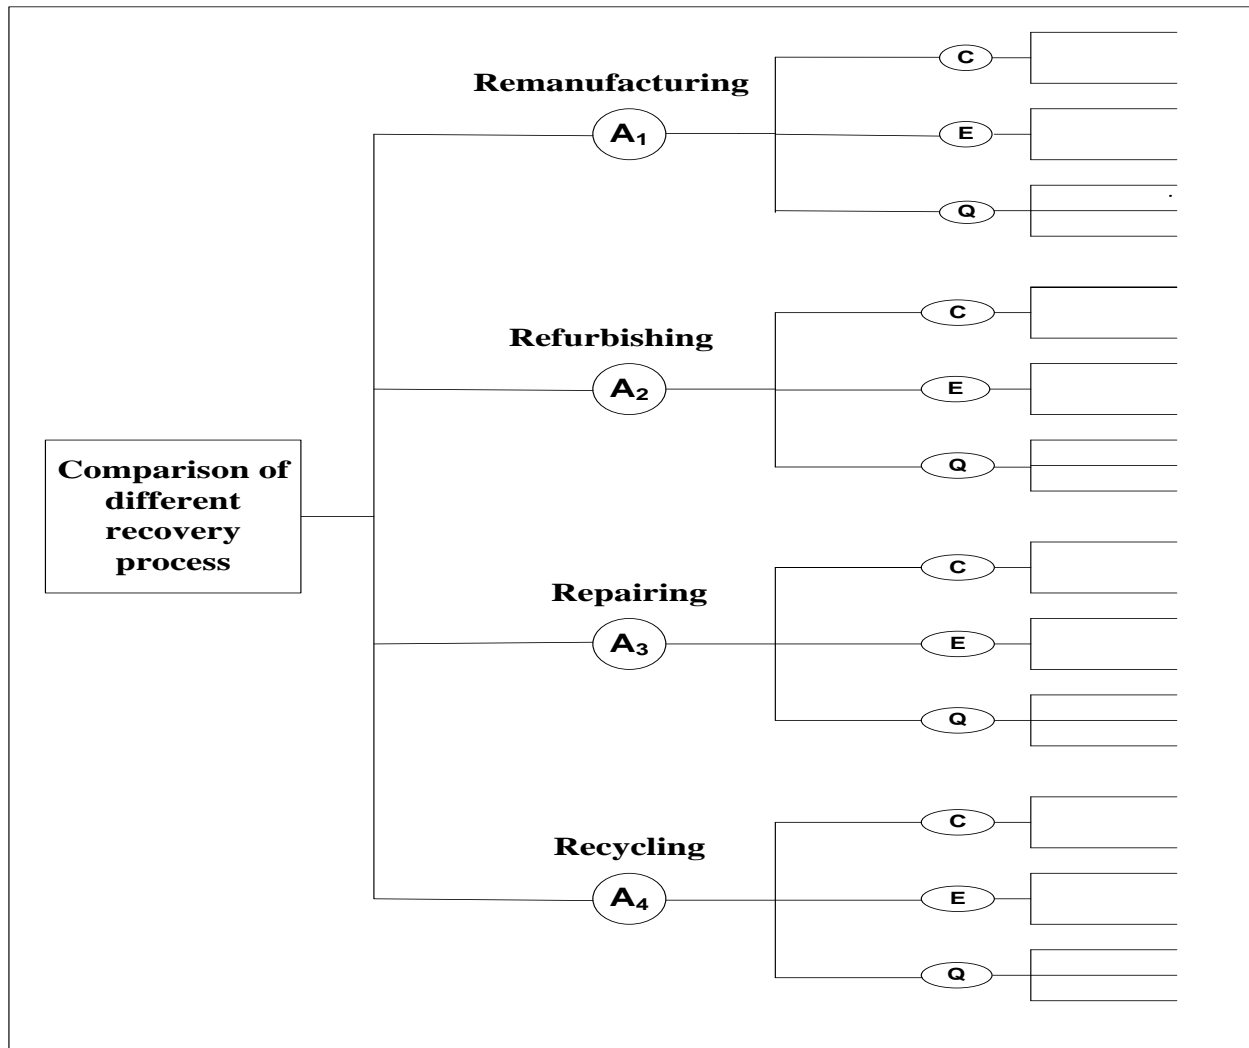 Remanufacturing
A₁
C
E
Q
Refurbishing
A₂
C
E
Q
Comparison of
different
recovery
process
Repairing
A₃
C
E
Q
Recycling
A₄
C
E
Q